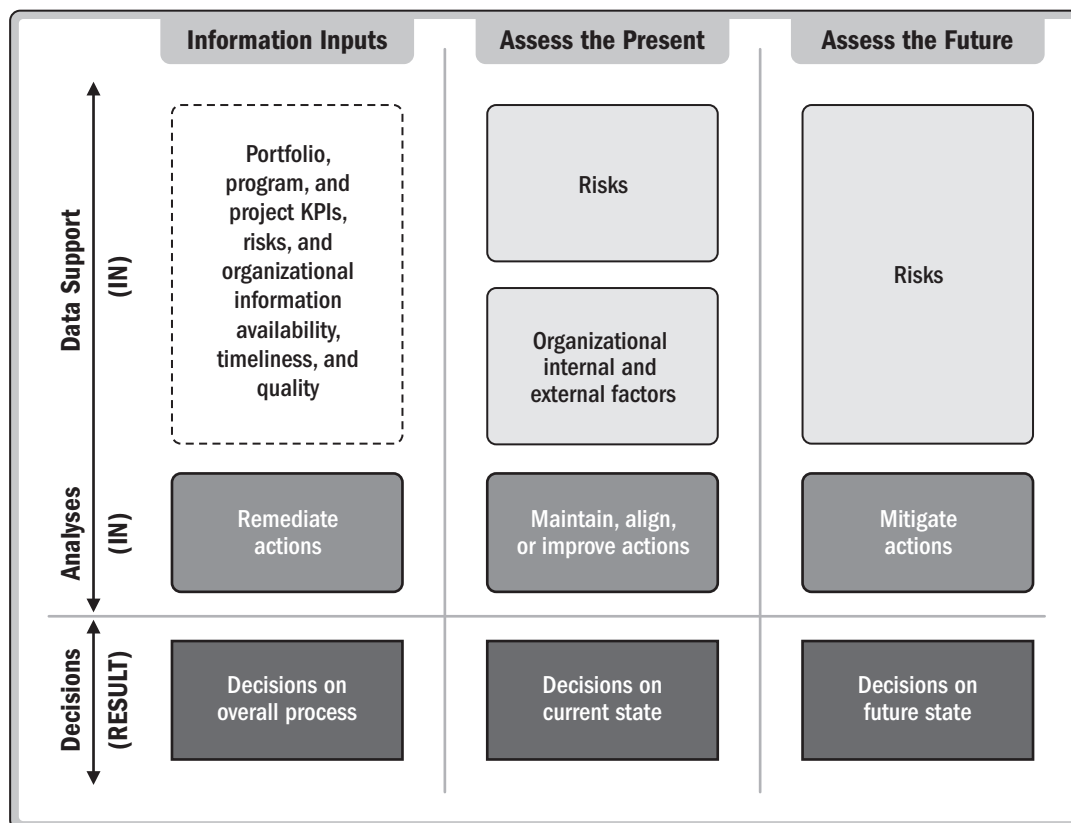 Information Inputs
Assess the Present
Assess the Future
Data Support
(IN)
Portfolio,
program, and
project KPIs,
risks, and
organizational
information
availability,
timeliness, and
quality
Risks
Organizational
internal and
external factors
Risks
Analyses
(IN)
Remediate
actions
Maintain, align,
or improve actions
Mitigate
actions
Decisions
(RESULT)
Decisions on
overall process
Decisions on
current state
Decisions on
future state